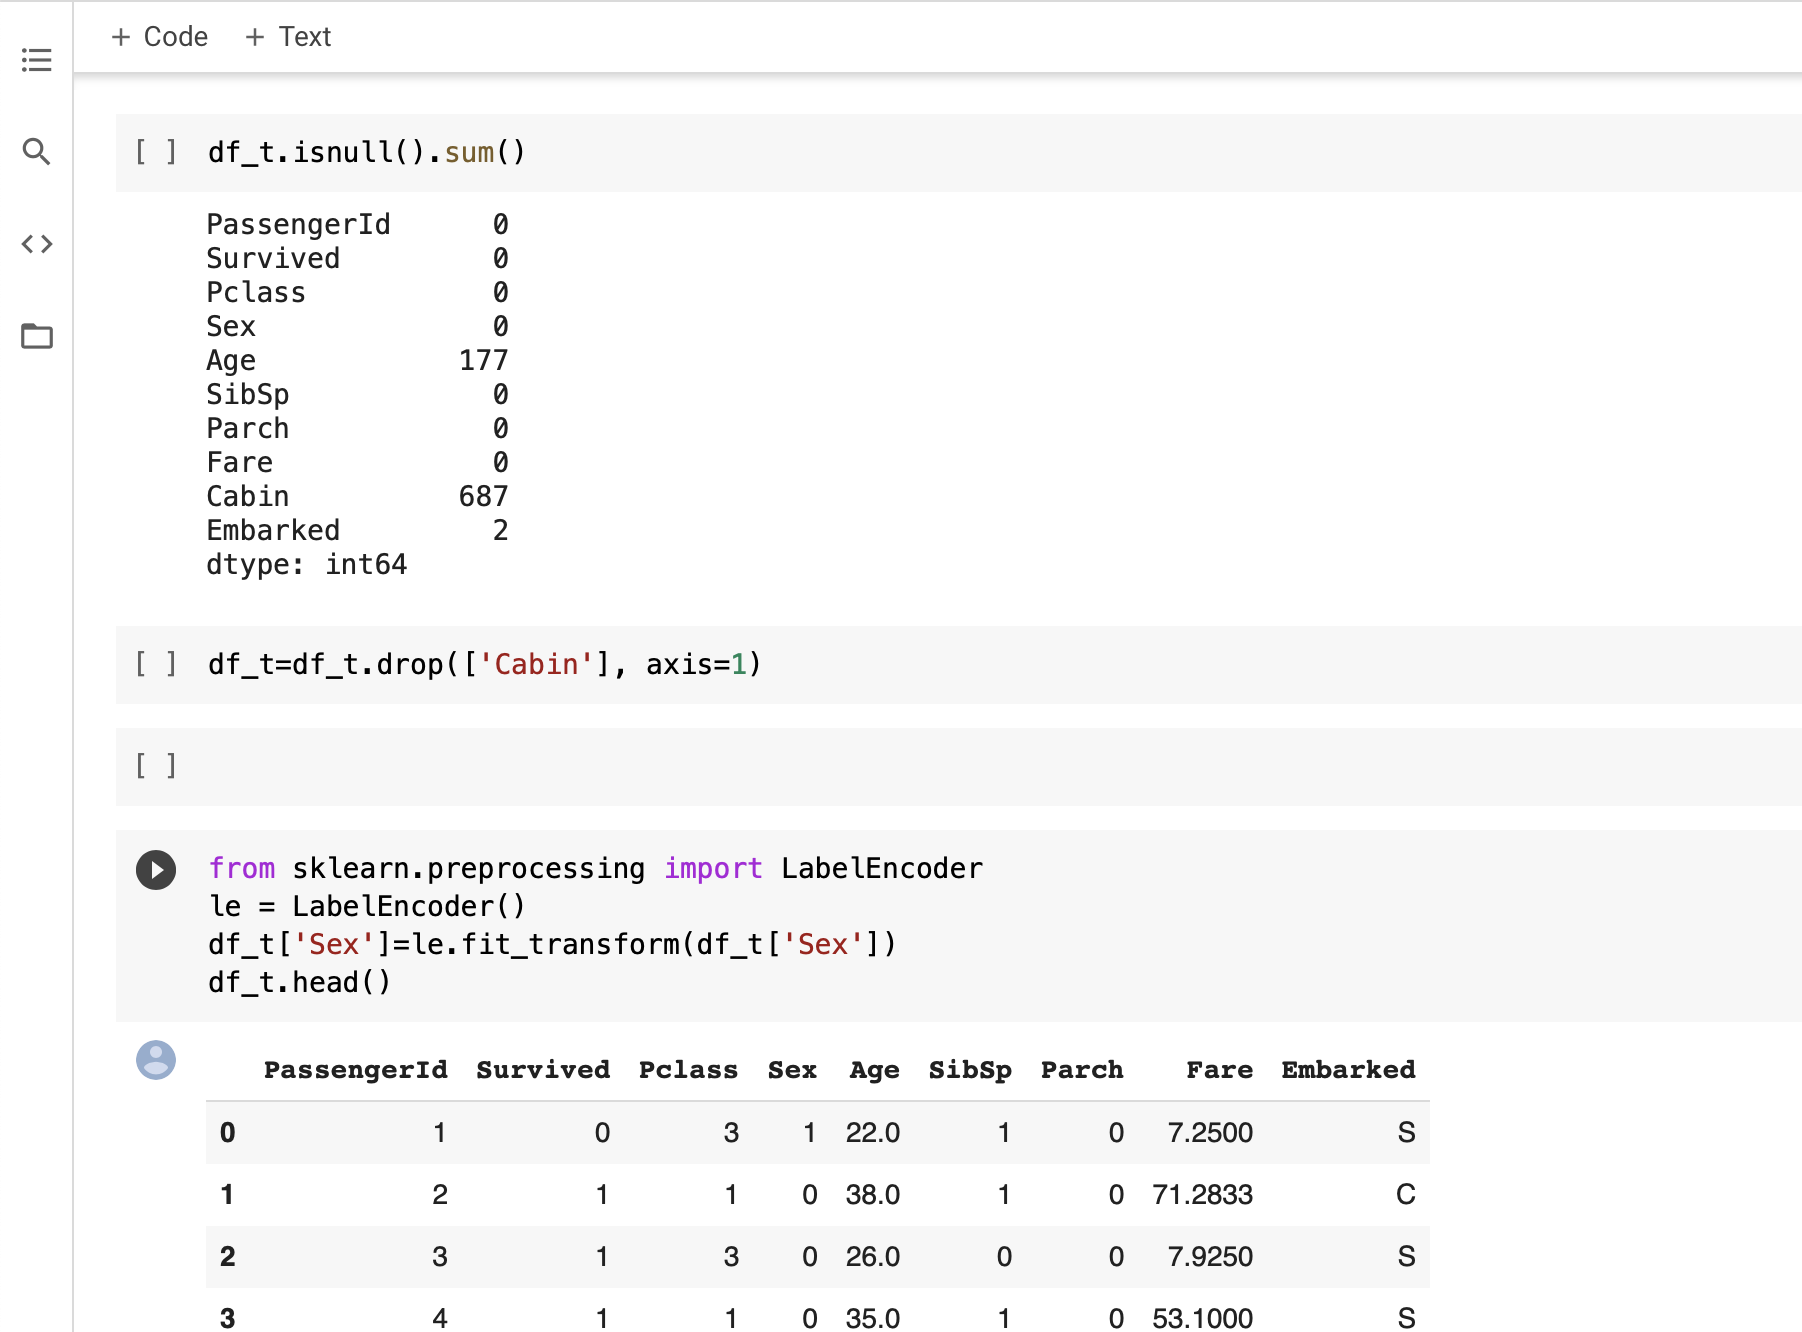 + Code + Text
[ ] df_t.isnull().sum()
PassengerId 0
Survived 0
Pclass 0
Sex 0
Age 177
SibSp 0
Parch 0
Fare 0
Cabin 687
Embarked 2
dtype: int64
[ ] df_t=df_t.drop(['Cabin'], axis=1)
[ ]
from sklearn.preprocessing import LabelEncoder
le = LabelEncoder()
df_t['Sex']=le.fit_transform(df_t['Sex'])
df_t.head()
PassengerId Survived Pclass Sex Age SibSp Parch Fare Embarked
0 1 0 3 1 22.0 1 0 7.2500 S
1 2 1 1 0 38.0 1 0 71.2833 C
2 3 1 3 0 26.0 0 0 7.9250 S
3 4 1 1 0 35.0 1 0 53.1000 S